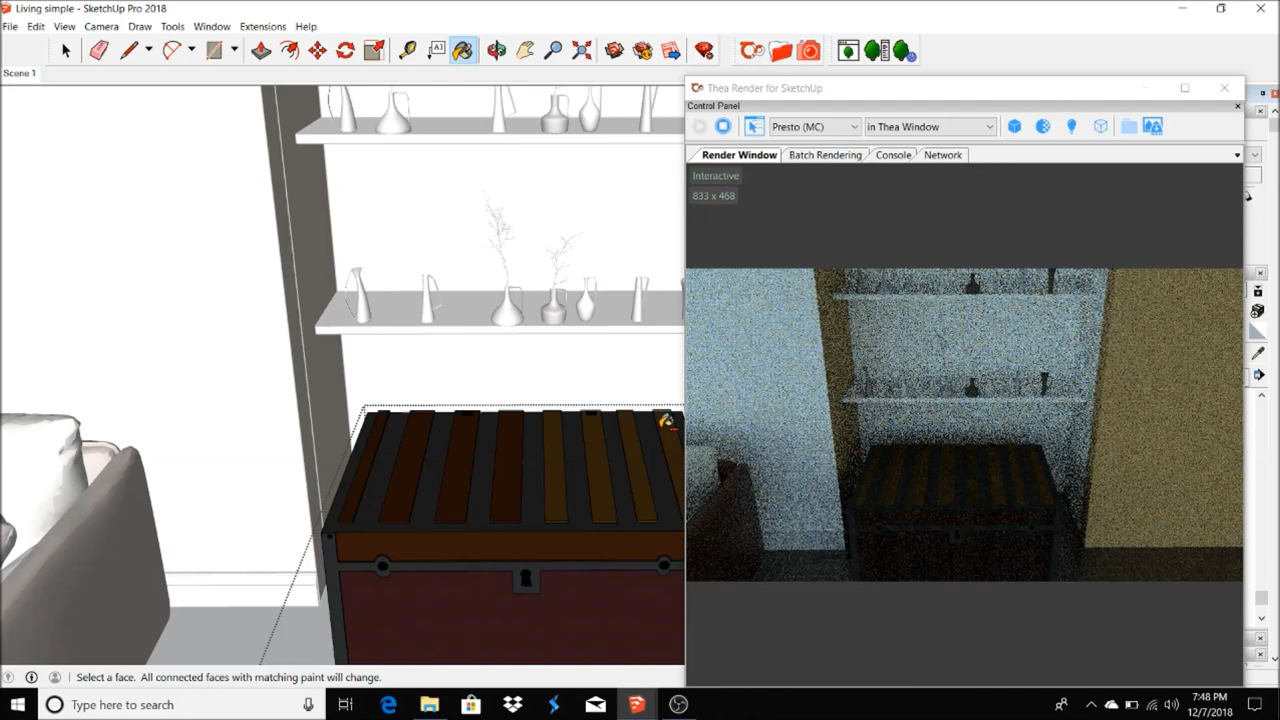 Living simple - SketchUp Pro 2018
File Edit View Camera Draw Tools Window Extensions Help
A1
Scene 1
Thea Render for SketchUp
Control Panel
Presto (MC) in Thea Window
Render Window Batch Rendering Console Network
Interactive
833 x 468
Select a face. All connected faces with matching paint will change.
Type here to search
7:48 PM
12/7/2018